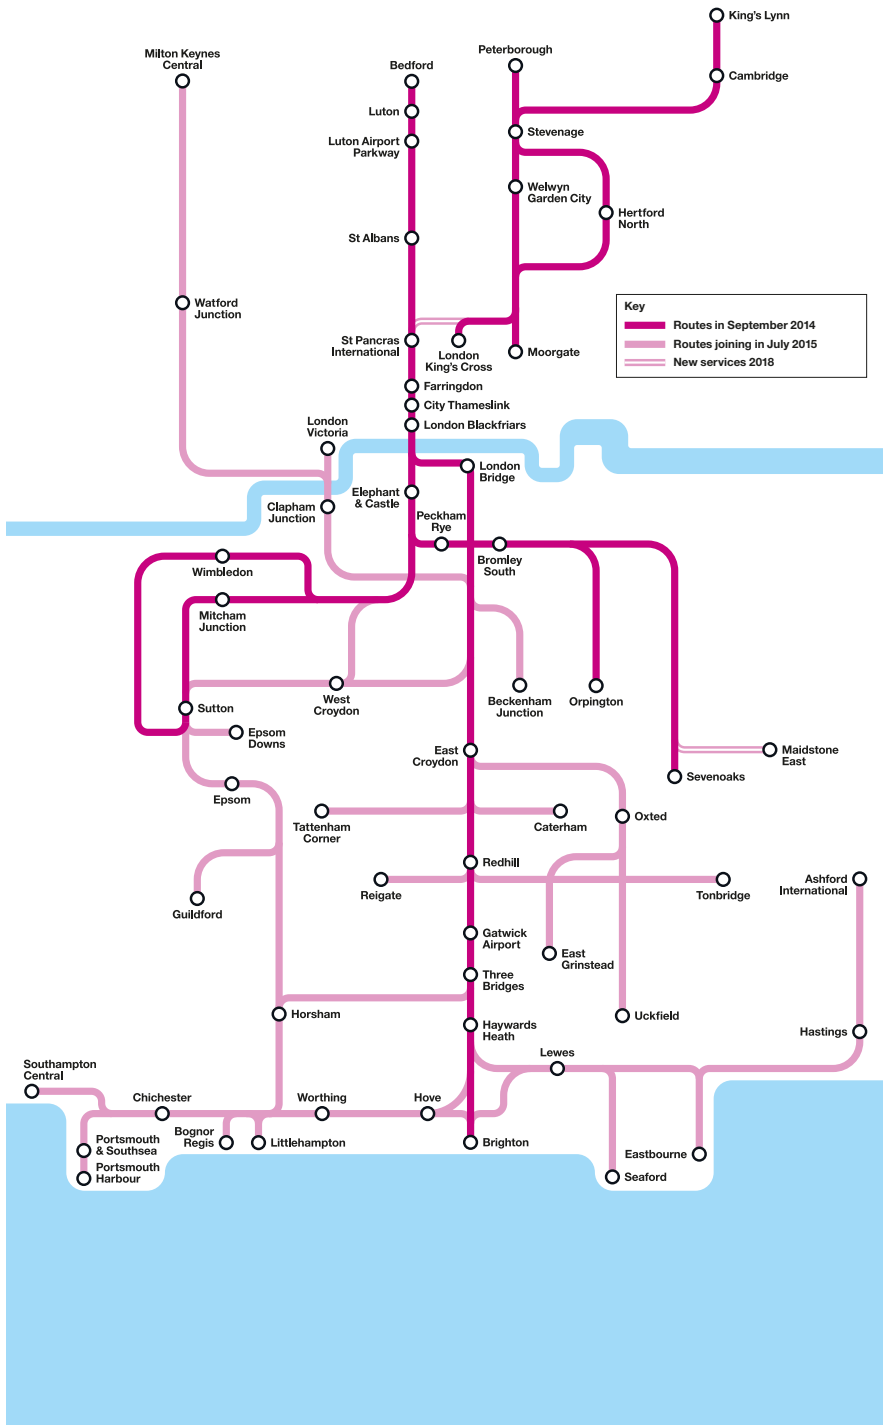 King's Lynn
Milton Keynes
Central
Bedford
Peterborough
Cambridge
Luton
Stevenage
Luton Airport
Parkway
Welwyn
Garden City
Hertford
North
St Albans
Watford
Junction
Key
Routes in September 2014
Routes joining in July 2015
New services 2018
St Pancras
International
London
King's Cross
Moorgate
Farringdon
City Thameslink
London Blackfriars
London
Victoria
London
Bridge
Elephant
& Castle
Clapham
Junction
Peckham
Rye
Bromley
South
Wimbledon
Mitcham
Junction
West
Croydon
Beckenham
Junction
Orpington
Sutton
Epsom
Downs
East
Croydon
Maidstone
East
Sevenoaks
Epsom
Tattenham
Corner
Caterham
Oxted
Redhill
Reigate
Tonbridge
Ashford
International
Guildford
Gatwick
Airport
East
Grinstead
Three
Bridges
Horsham
Uckfield
Haywards
Heath
Hastings
Lewes
Southampton
Central
Chichester
Worthing
Hove
Bognor
Regis
Littlehampton
Brighton
Portsmouth
& Southsea
Portsmouth
Harbour
Eastbourne
Seaford